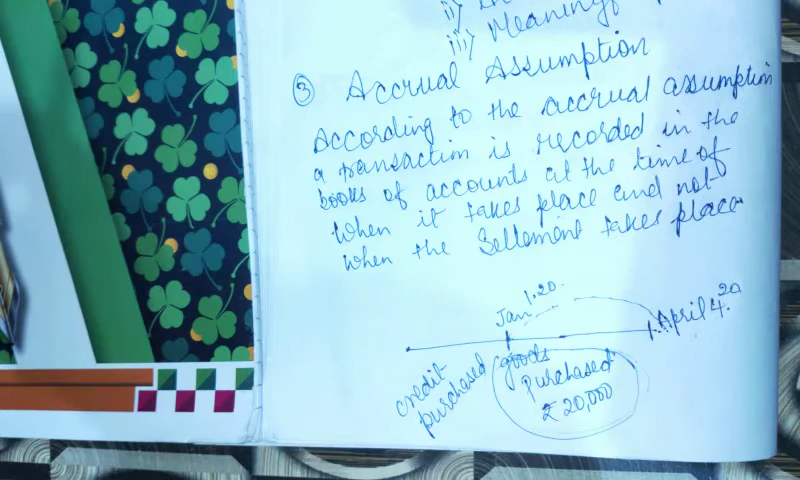 ii)
iii) Meaning
③ Accrual Assumption
According to the accrual assumption
a transaction is recorded in the
books of accounts at the time of
when it takes place and not
when the Sellement takes place
Jan 1.20.
April 4. 20
credit
purchased
goods
Purchased
₹ 20,000